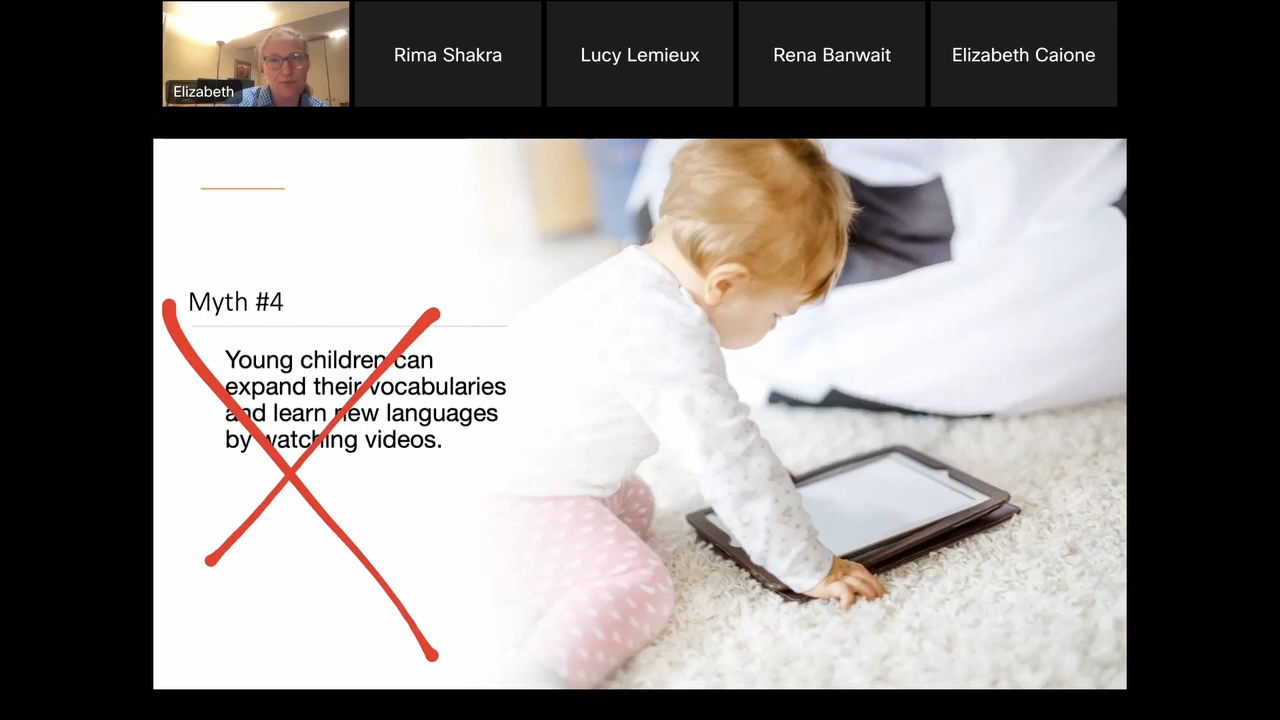 Elizabeth
Rima Shakra
Lucy Lemieux
Rena Banwait
Elizabeth Caione
Myth #4
Young children can
expand their vocabularies
and learn new languages
by watching videos.